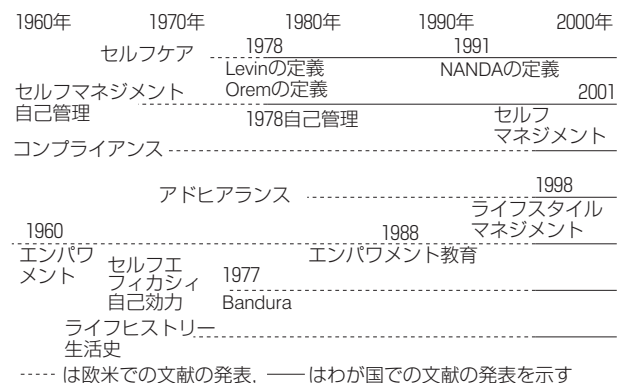 1960年 1970年 1980年 1990年 2000年
セルフケア 1978 1991
Levinの定義 NANDAの定義
セルフマネジメント Oremの定義 2001
自己管理 1978自己管理 セルフ
マネジメント
コンプライアンス
アドヒアランス 1998
ライフスタイル
1960 1988 マネジメント
エンパワ エンパワメント教育
メント セルフエ
フィカシィ 1977
自己効力 Bandura
ライフヒストリー
生活史
----- は欧米での文献の発表, ── はわが国での文献の発表を示す